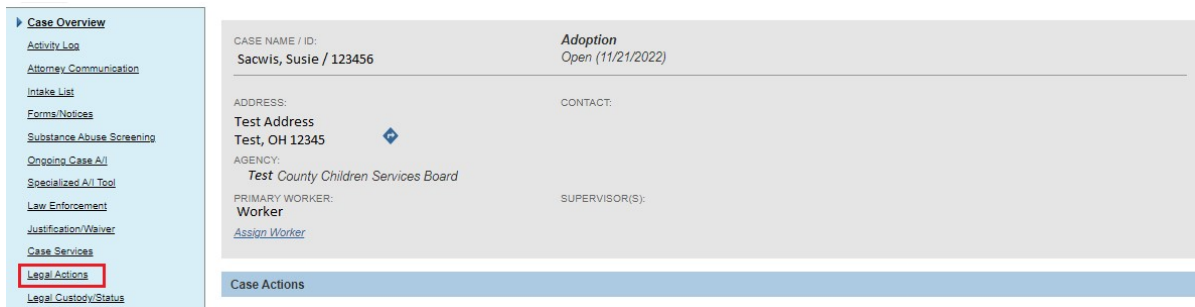 Case Overview
Activity Log
Attorney Communication
Intake List
Forms/Notices
Substance Abuse Screening
Ongoing Case A/I
Specialized A/I Tool
Law Enforcement
Justification/Waiver
Case Services
Legal Actions
Legal Custody/Status
CASE NAME / ID:
Sacwis, Susie / 123456
Adoption
Open (11/21/2022)
ADDRESS:
Test Address
Test, OH 12345
CONTACT:
AGENCY:
Test County Children Services Board
PRIMARY WORKER:
Worker
Assign Worker
SUPERVISOR(S):
Case Actions